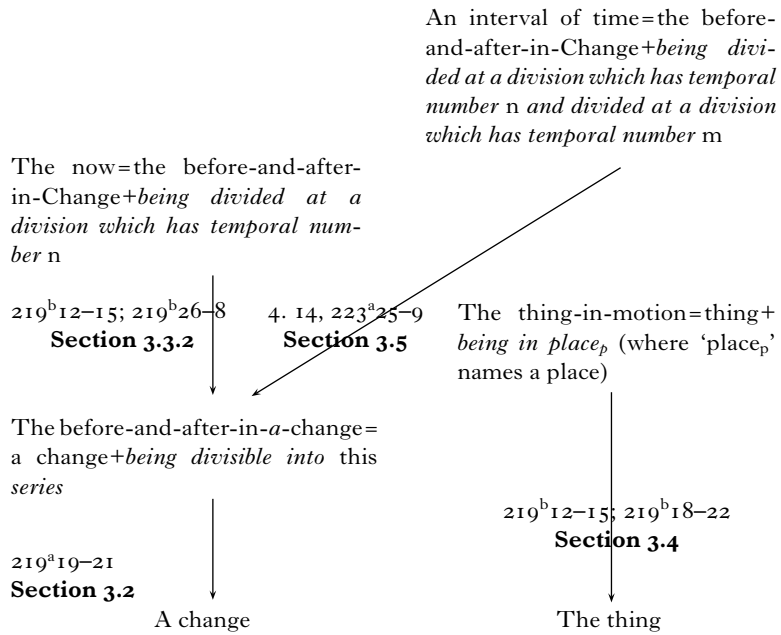 An interval of time=the before-
and-after-in-Change+being divi-
ded at a division which has temporal
number n and divided at a division
which has temporal number m
The now=the before-and-after-
in-Change+being divided at a
division which has temporal num-
ber n
219ᵇ12–15; 219ᵇ26–8
Section 3.3.2
4. 14, 223ᵃ25–9
Section 3.5
The thing-in-motion=thing+
being in placeₚ (where ‘placeₚ’
names a place)
The before-and-after-in-a-change=
a change+being divisible into this
series
219ᵇ12–15; 219ᵇ18–22
Section 3.4
219ᵃ19–21
Section 3.2
A change
The thing